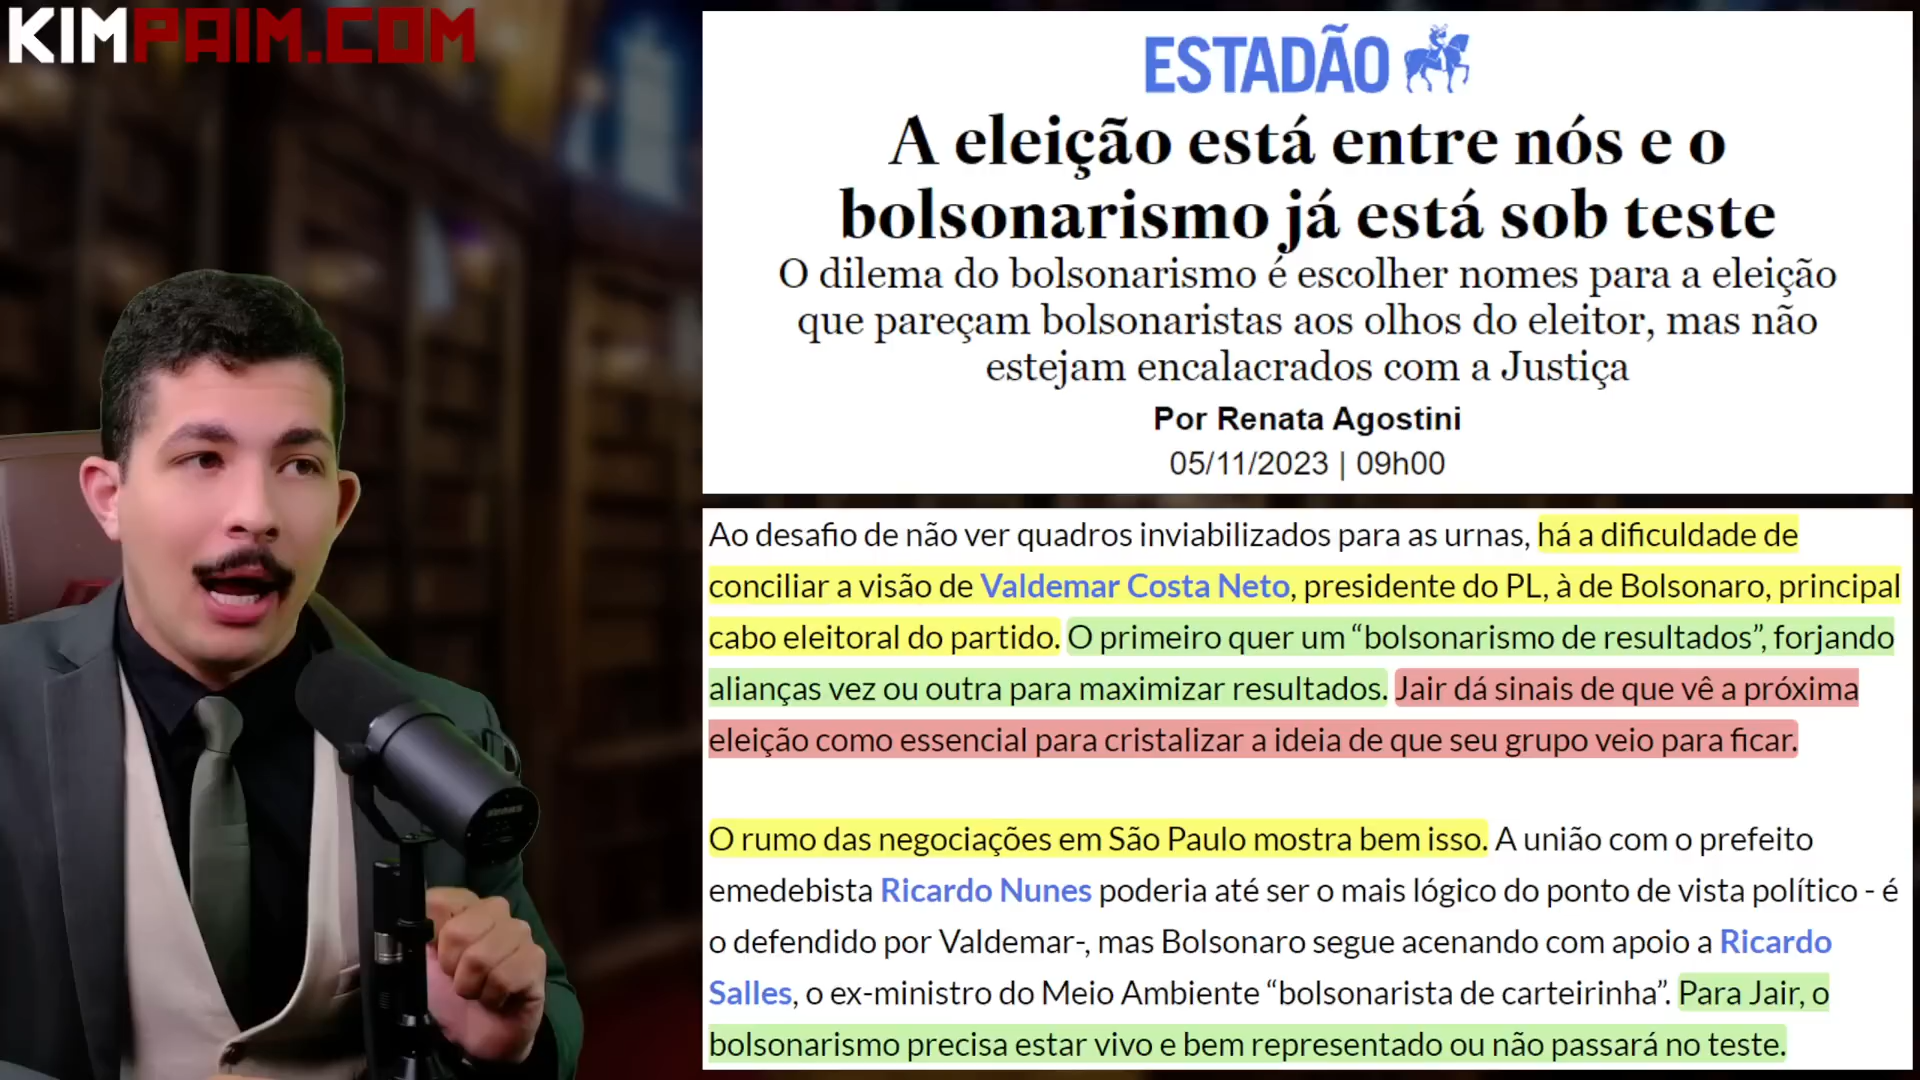 KIMPAIM.COM
ESTADÃO
A eleição está entre nós e o
bolsonarismo já está sob teste
O dilema do bolsonarismo é escolher nomes para a eleição
que pareçam bolsonaristas aos olhos do eleitor, mas não
estejam encalacrados com a Justiça
Por Renata Agostini
05/11/2023 | 09h00
Ao desafio de não ver quadros inviabilizados para as urnas, há a dificuldade de
conciliar a visão de Valdemar Costa Neto, presidente do PL, à de Bolsonaro, principal
cabo eleitoral do partido. O primeiro quer um “bolsonarismo de resultados”, forjando
alianças vez ou outra para maximizar resultados. Jair dá sinais de que vê a próxima
eleição como essencial para cristalizar a ideia de que seu grupo veio para ficar.
O rumo das negociações em São Paulo mostra bem isso. A união com o prefeito
emedebista Ricardo Nunes poderia até ser o mais lógico do ponto de vista político - é
o defendido por Valdemar-, mas Bolsonaro segue acenando com apoio a Ricardo
Salles, o ex-ministro do Meio Ambiente “bolsonarista de carteirinha”. Para Jair, o
bolsonarismo precisa estar vivo e bem representado ou não passará no teste.